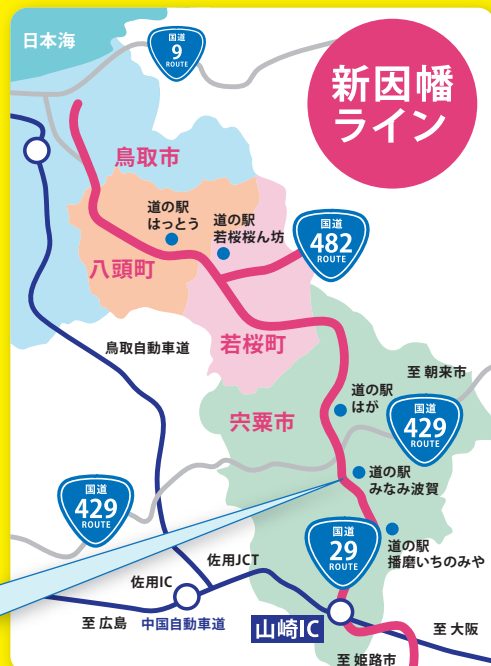 日本海
国道
9
ROUTE
新因幡
ライン
鳥取市
道の駅
はっとう
道の駅
若桜桜ん坊
国道
482
ROUTE
八頭町
鳥取自動車道
若桜町
至 朝来市
道の駅
はが
宍粟市
国道
429
ROUTE
道の駅
みなみ波賀
国道
429
ROUTE
国道
29
ROUTE
道の駅
播磨いちのみや
佐用JCT
佐用IC
至 広島
中国自動車道
山崎IC
至 大阪
至 姫路市